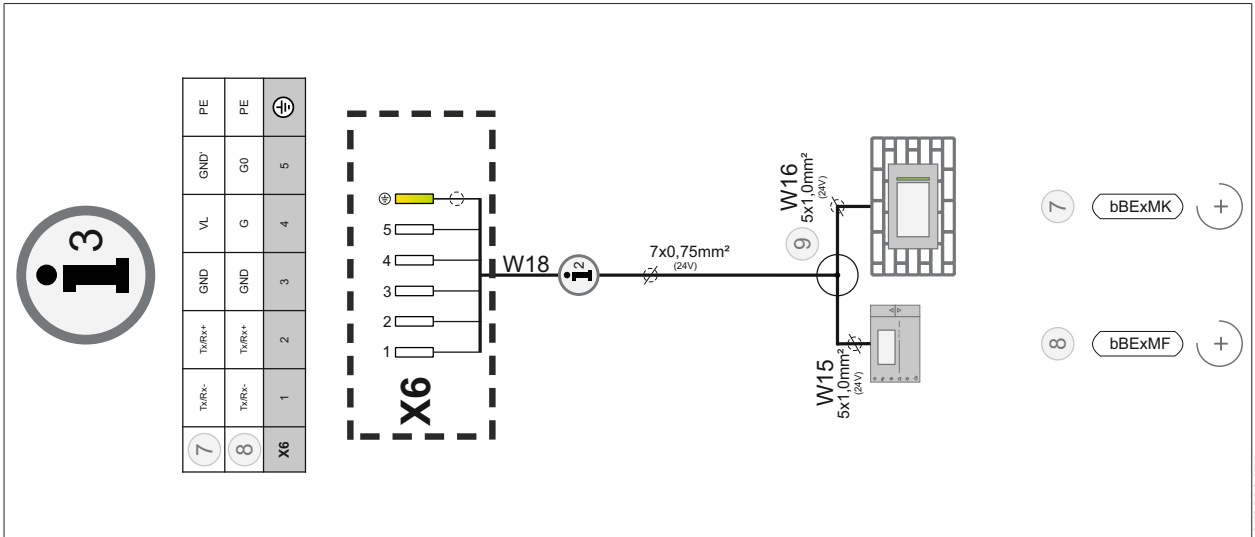 3
PE
GND'
VL
GND
Tx/Rx+
Tx/Rx-
7
PE
G0
G
GND
Tx/Rx+
Tx/Rx-
8
5
4
3
2
1
X6
5
4
3
2
1
X6
W18
2
7x0,75mm²
(24V)
W16
5x1,0mm²
(24V)
9
W15
5x1,0mm²
(24V)
7
bBExMK
+
8
bBExMF
+